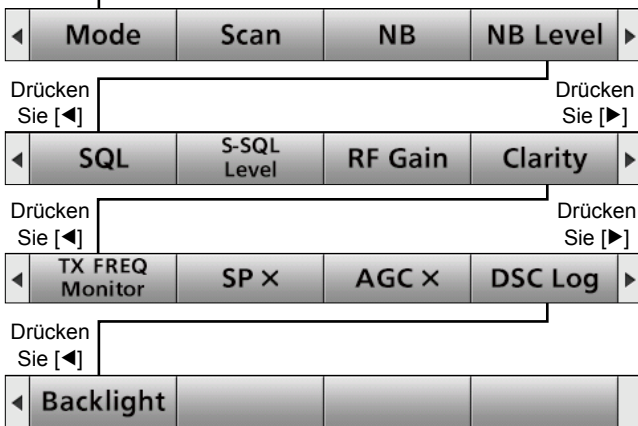 ◀ Mode Scan NB NB Level ▶
Drücken Drücken
Sie [◀] Sie [▶]
◀ SQL S-SQL Level RF Gain Clarity ▶
Drücken Drücken
Sie [◀] Sie [▶]
◀ TX FREQ Monitor SP × AGC × DSC Log ▶
Drücken
Sie [◀]
◀ Backlight